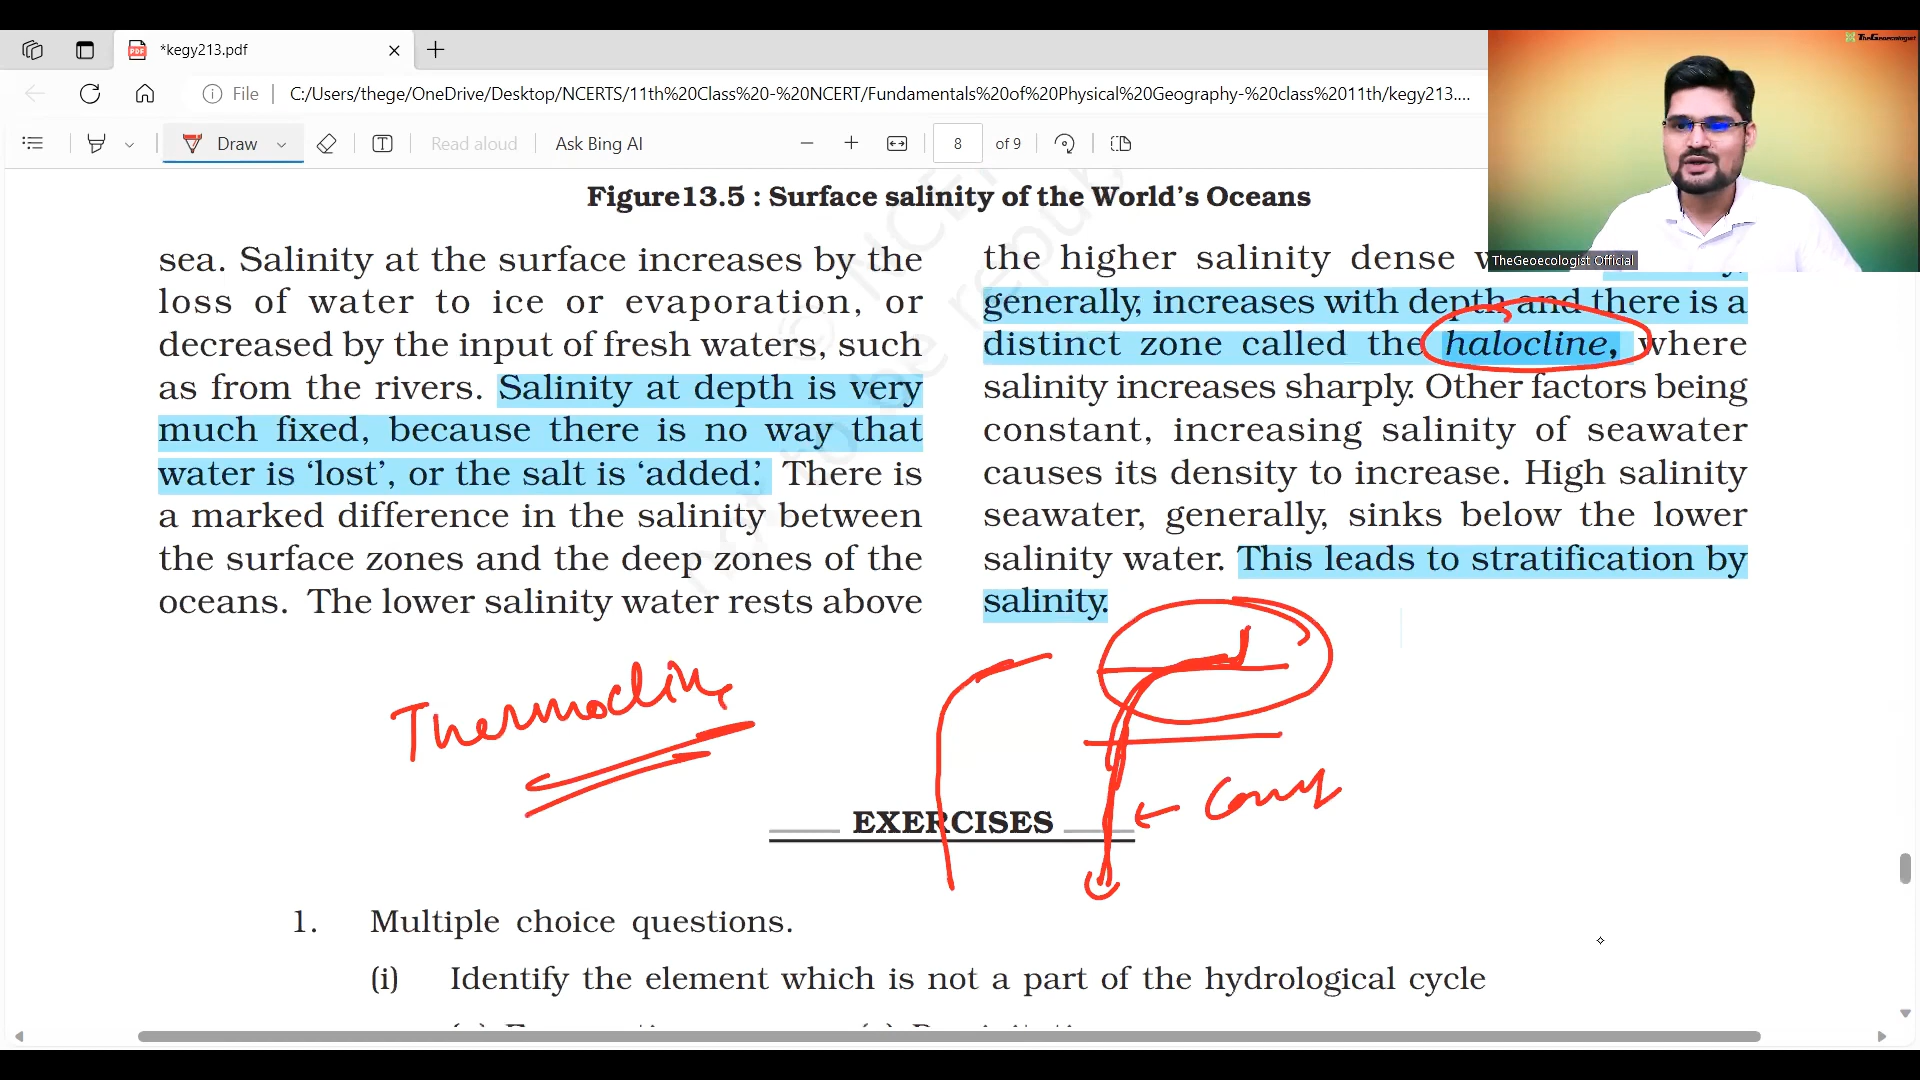 *kegy213.pdf
File
C:/Users/thege/OneDrive/Desktop/NCERTS/11th%20Class%20-%20NCERT/Fundamentals%20of%20Physical%20Geography-%20class%2011th/kegy213....
Draw
Read aloud
Ask Bing AI
8
of 9
TheGeoecologist
TheGeoecologist Official
Figure13.5 : Surface salinity of the World's Oceans
sea. Salinity at the surface increases by the
loss of water to ice or evaporation, or
decreased by the input of fresh waters, such
as from the rivers. Salinity at depth is very
much fixed, because there is no way that
water is ‘lost’, or the salt is ‘added.’ There is
a marked difference in the salinity between
the surface zones and the deep zones of the
oceans. The lower salinity water rests above
the higher salinity dense
generally, increases with depth and there is a
distinct zone called the halocline, where
salinity increases sharply. Other factors being
constant, increasing salinity of seawater
causes its density to increase. High salinity
seawater, generally, sinks below the lower
salinity water. This leads to stratification by
salinity.
Thermocline
EXERCISES
1. Multiple choice questions.
(i) Identify the element which is not a part of the hydrological cycle